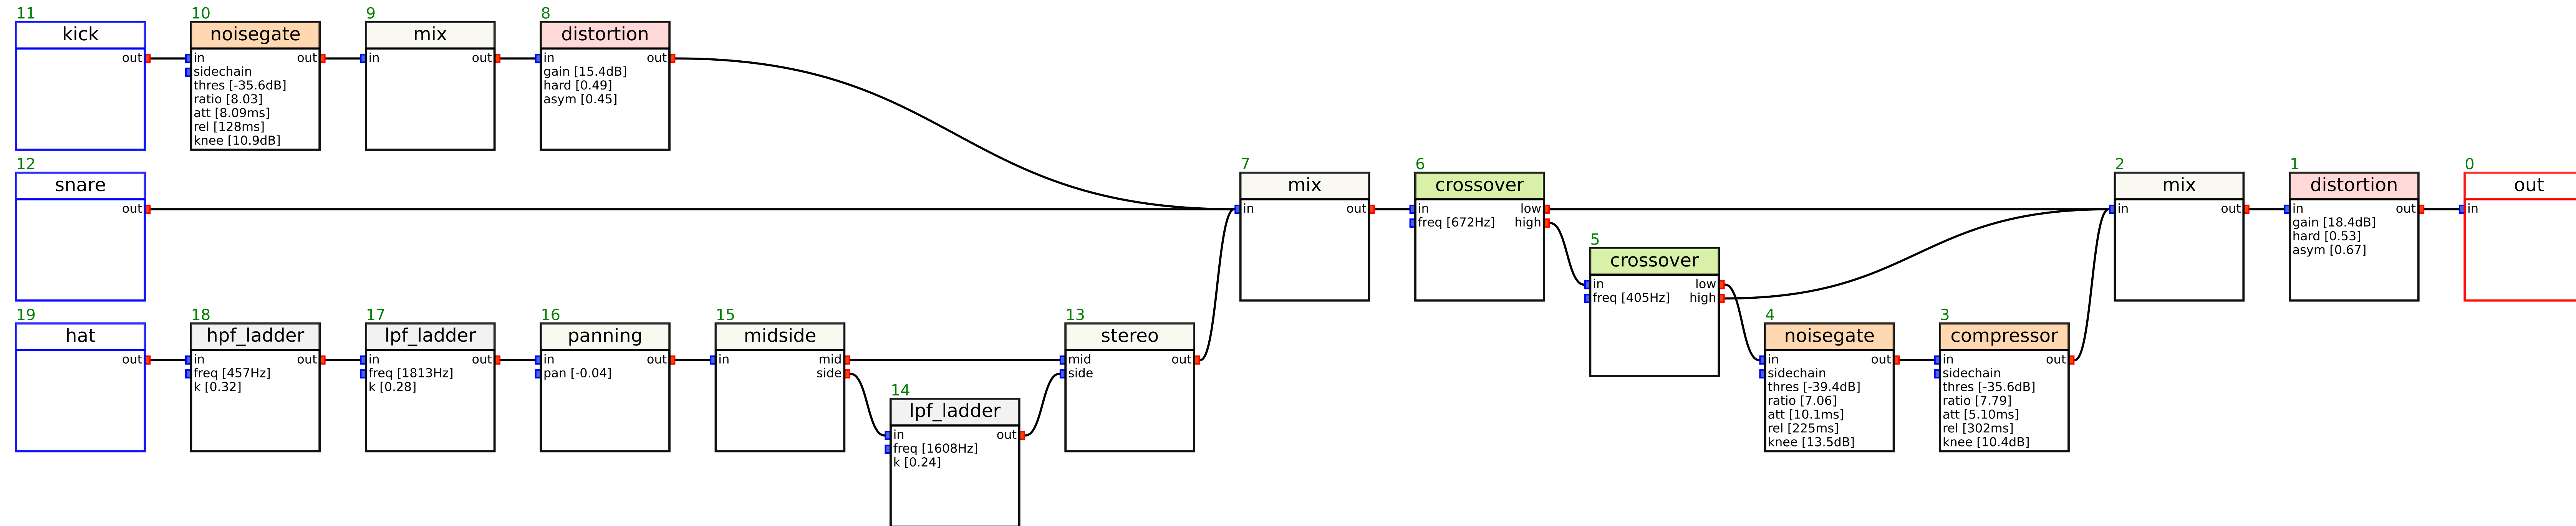 11
kick
out
10
noisegate
in out
sidechain
thres [-35.6dB]
ratio [8.03]
att [8.09ms]
rel [128ms]
knee [10.9dB]
9
mix
in out
8
distortion
in out
gain [15.4dB]
hard [0.49]
asym [0.45]
12
snare
out
7
mix
in out
6
crossover
in low
freq [672Hz] high
5
crossover
in low
freq [405Hz] high
2
mix
in out
1
distortion
in out
gain [18.4dB]
hard [0.53]
asym [0.67]
0
out
in
19
hat
out
18
hpf_ladder
in out
freq [457Hz]
k [0.32]
17
lpf_ladder
in out
freq [1813Hz]
k [0.28]
16
panning
in out
pan [-0.04]
15
midside
in mid
side
14
lpf_ladder
in out
freq [1608Hz]
k [0.24]
13
stereo
mid out
side
4
noisegate
in out
sidechain
thres [-39.4dB]
ratio [7.06]
att [10.1ms]
rel [225ms]
knee [13.5dB]
3
compressor
in out
sidechain
thres [-35.6dB]
ratio [7.79]
att [5.10ms]
rel [302ms]
knee [10.4dB]